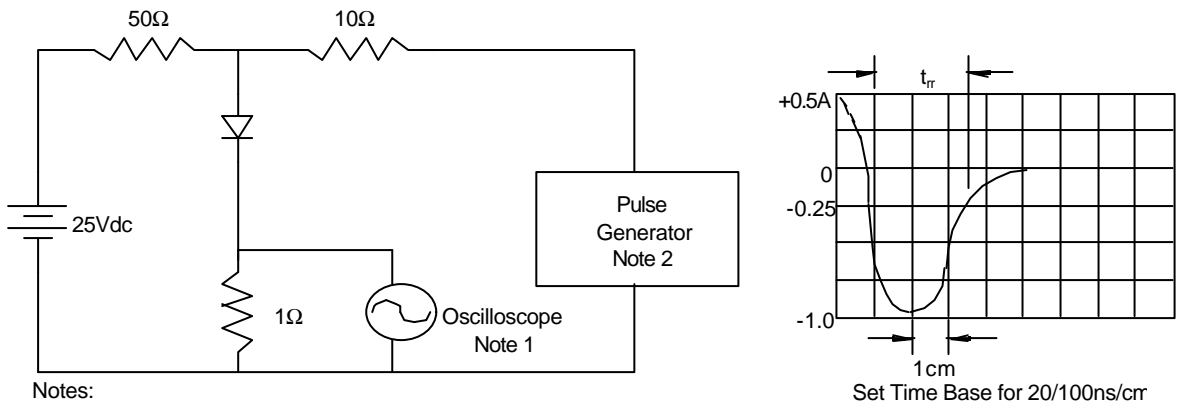 50Ω
10Ω
25Vdc
Pulse
Generator
Note 2
1Ω
Oscilloscope
Note 1
Notes:
trr
+0.5A
0
-0.25
-1.0
1cm
Set Time Base for 20/100ns/cm